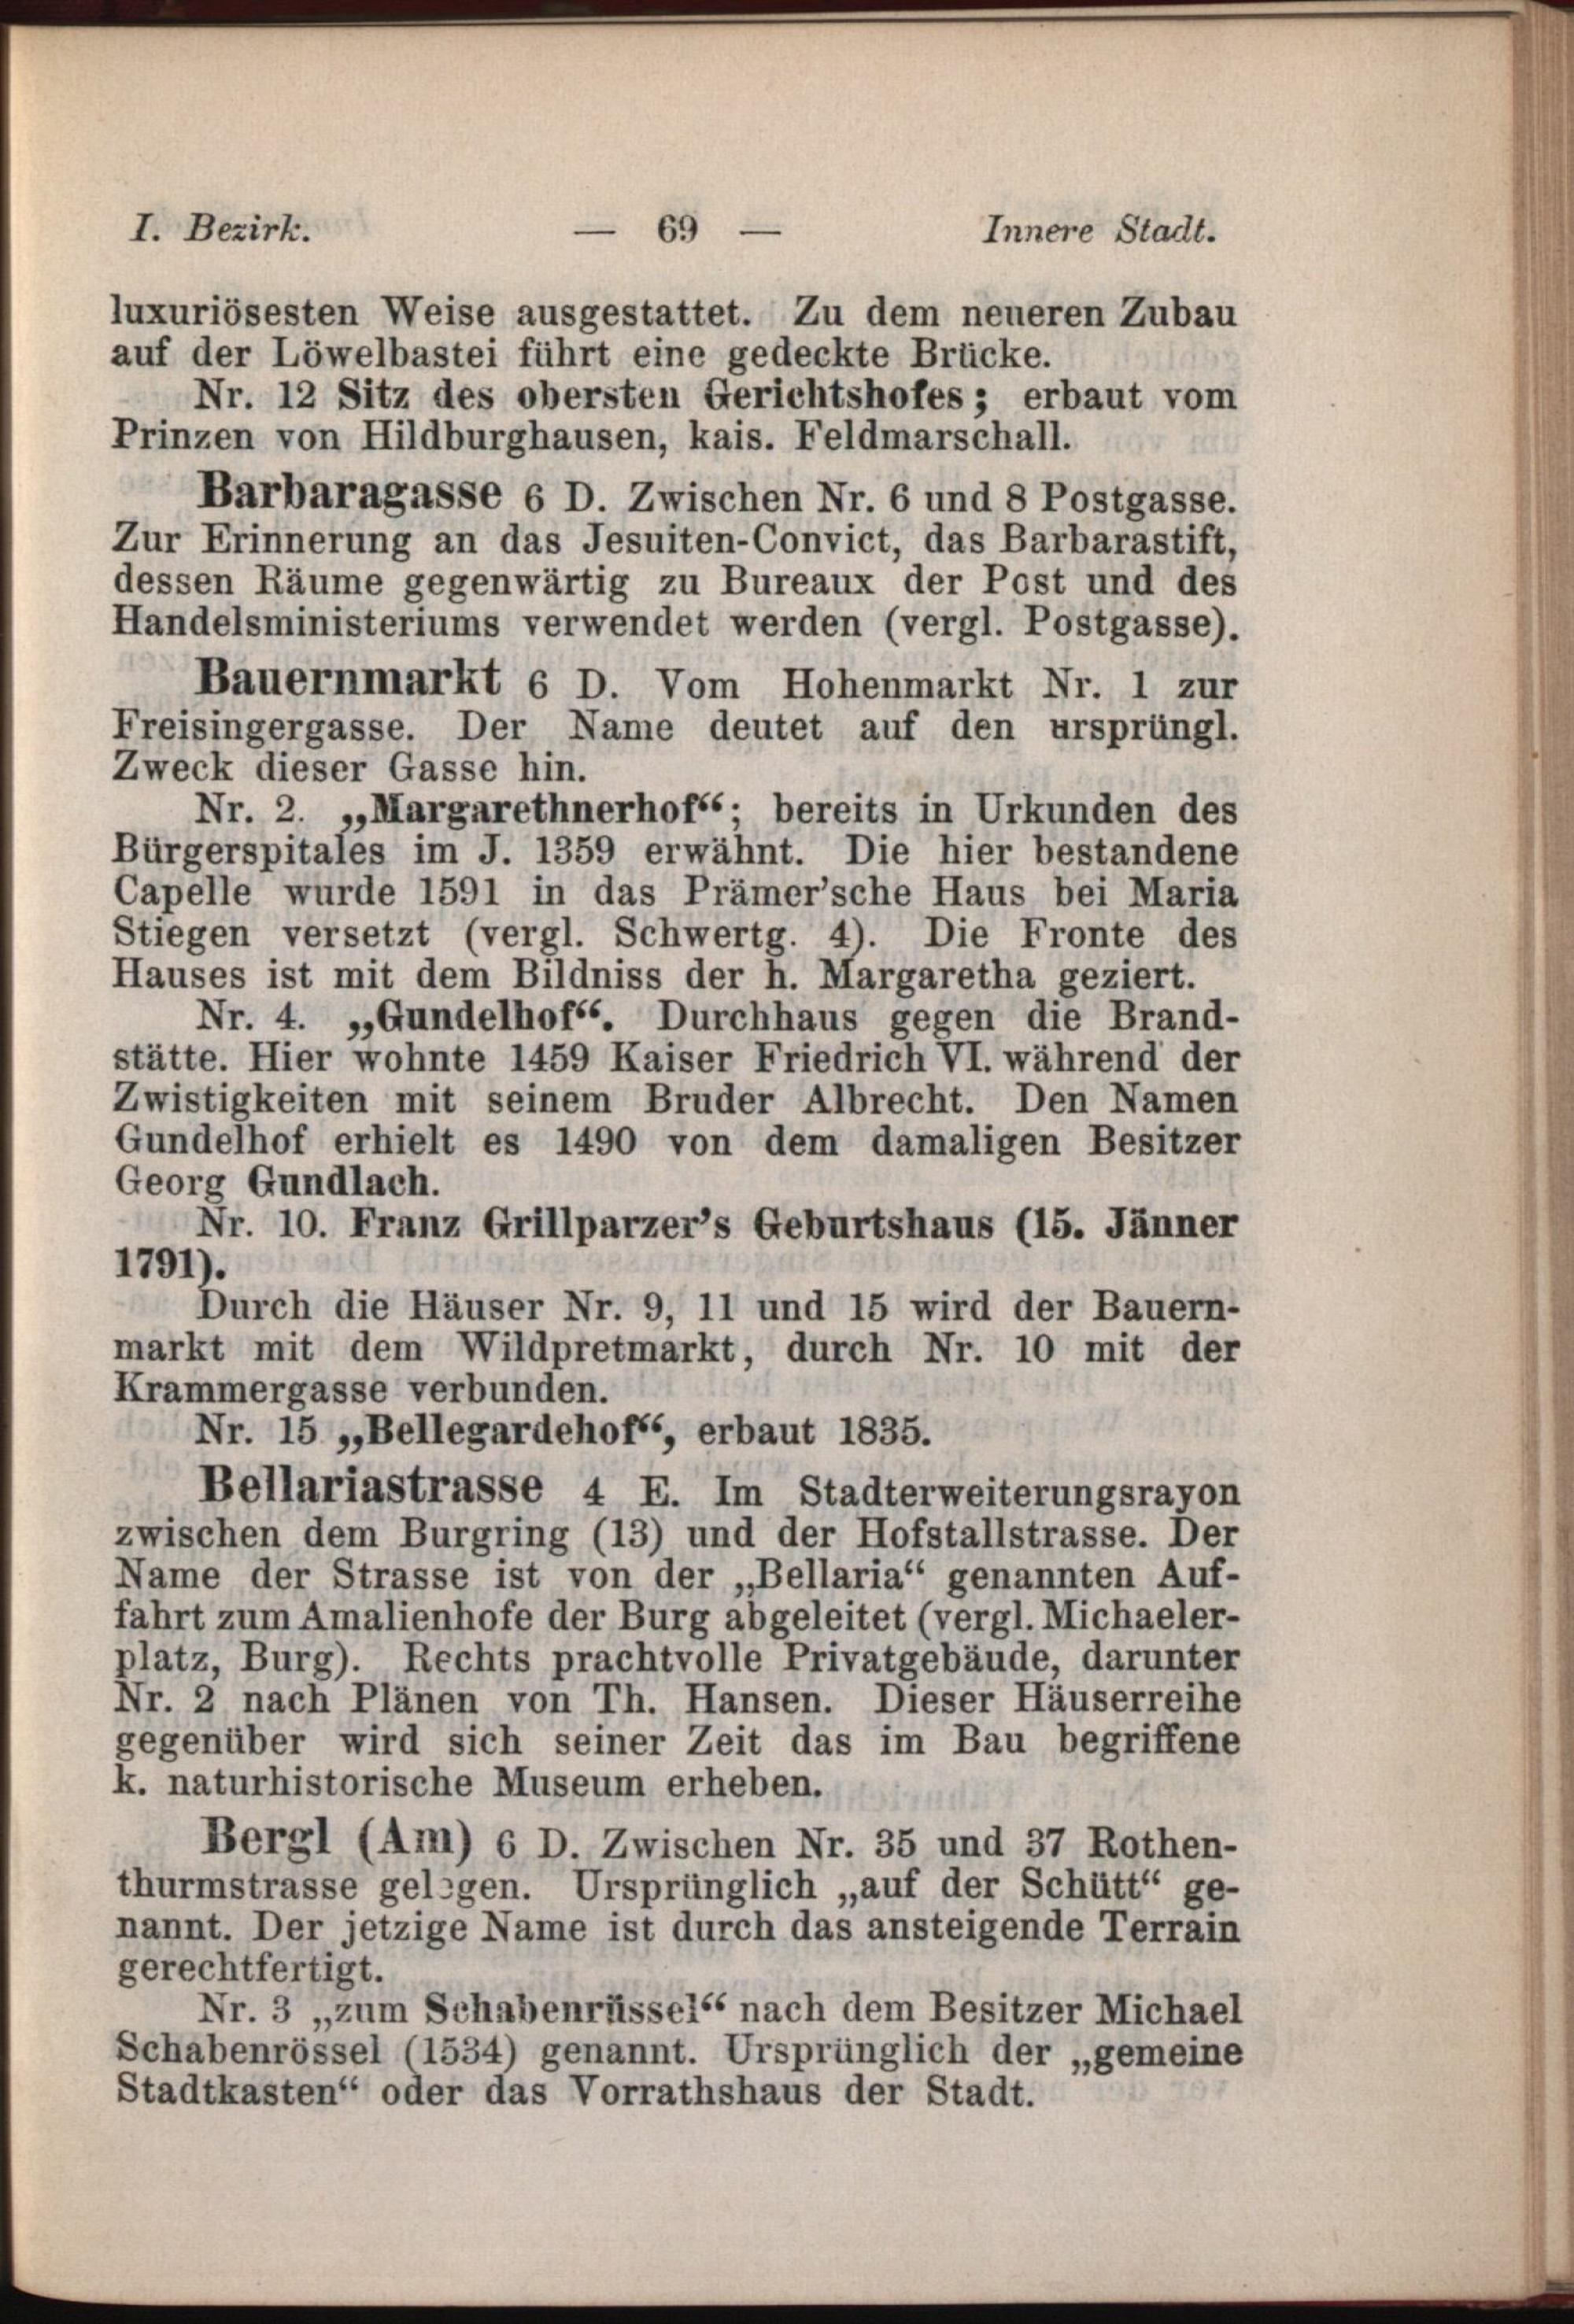 I. Bezirk. — 69 — Innere Stadt.
luxuriösesten Weise ausgestattet. Zu dem neueren Zubau
auf der Löwelbastei führt eine gedeckte Brücke.
Nr. 12 Sitz des obersten Gerichtshofes; erbaut vom
Prinzen von Hildburghausen, kais. Feldmarschall.
Barbaragasse 6 D. Zwischen Nr. 6 und 8 Postgasse.
Zur Erinnerung an das Jesuiten-Convict, das Barbarastift,
dessen Räume gegenwärtig zu Bureaux der Post und des
Handelsministeriums verwendet werden (vergl. Postgasse).
Bauernmarkt 6 D. Vom Hohenmarkt Nr. 1 zur
Freisingergasse. Der Name deutet auf den ursprüngl.
Zweck dieser Gasse hin.
Nr. 2. „Margarethnerhof“; bereits in Urkunden des
Bürgerspitales im J. 1359 erwähnt. Die hier bestandene
Capelle wurde 1591 in das Prämer'sche Haus bei Maria
Stiegen versetzt (vergl. Schwertg. 4). Die Fronte des
Hauses ist mit dem Bildniss der h. Margaretha geziert.
Nr. 4. „Gundelhof“. Durchhaus gegen die Brand-
stätte. Hier wohnte 1459 Kaiser Friedrich VI. während der
Zwistigkeiten mit seinem Bruder Albrecht. Den Namen
Gundelhof erhielt es 1490 von dem damaligen Besitzer
Georg Gundlach.
Nr. 10. Franz Grillparzer's Geburtshaus (15. Jänner
1791).
Durch die Häuser Nr. 9, 11 und 15 wird der Bauern-
markt mit dem Wildpretmarkt, durch Nr. 10 mit der
Krammergasse verbunden.
Nr. 15 „Bellegardehof“, erbaut 1835.
Bellariastrasse 4 E. Im Stadterweiterungsrayon
zwischen dem Burgring (13) und der Hofstallstrasse. Der
Name der Strasse ist von der „Bellaria“ genannten Auf-
fahrt zum Amalienhofe der Burg abgeleitet (vergl. Michaeler-
platz, Burg). Rechts prachtvolle Privatgebäude, darunter
Nr. 2 nach Plänen von Th. Hansen. Dieser Häuserreihe
gegenüber wird sich seiner Zeit das im Bau begriffene
k. naturhistorische Museum erheben.
Bergl (Am) 6 D. Zwischen Nr. 35 und 37 Rothen-
thurmstrasse gelegen. Ursprünglich „auf der Schütt“ ge-
nannt. Der jetzige Name ist durch das ansteigende Terrain
gerechtfertigt.
Nr. 3 „zum Schabenrüssel“ nach dem Besitzer Michael
Schabenrössel (1534) genannt. Ursprünglich der „gemeine
Stadtkasten“ oder das Vorrathshaus der Stadt.